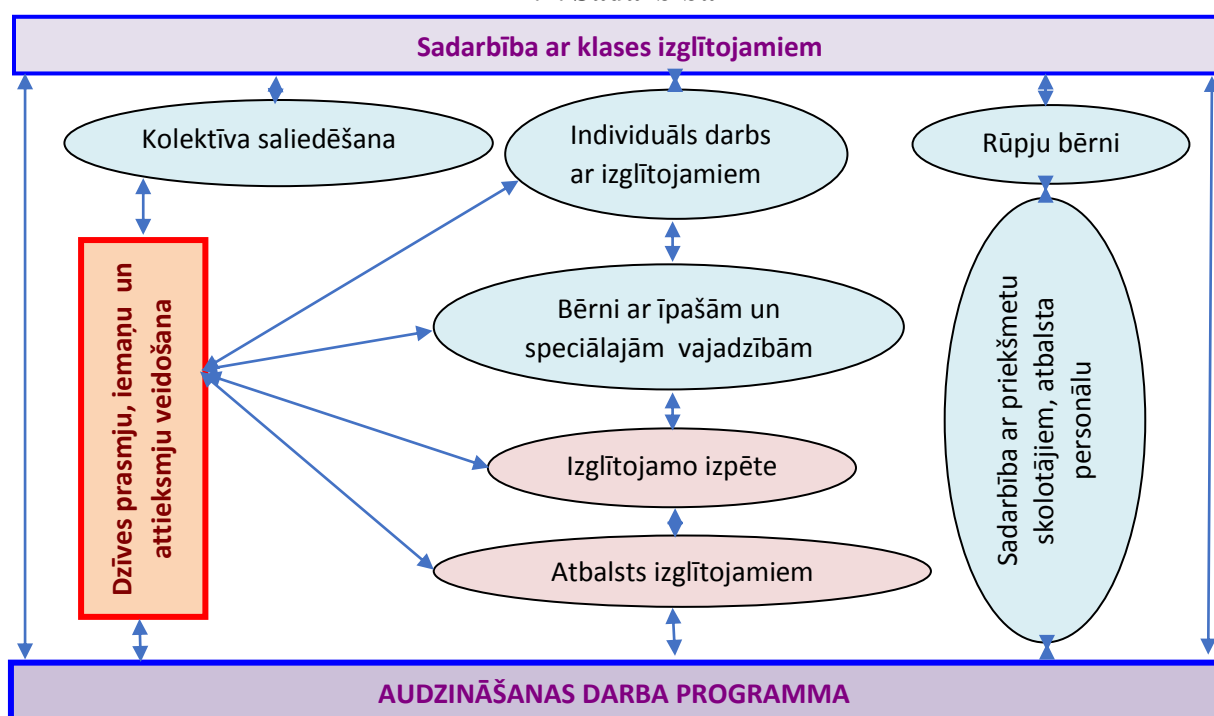 Sadarbība ar klases izglītojamiem
Kolektīva saliedēšana
Individuāls darbs
ar izglītojamiem
Rūpju bērni
Dzīves prasmju, iemaņu un
attieksmju veidošana
Bērni ar īpašām un
speciālajām vajadzībām
Sadarbība ar priekšmetu
skolotājiem, atbalsta
personālu
Izglītojamo izpēte
Atbalsts izglītojamiem
AUDZINĀŠANAS DARBA PROGRAMMA